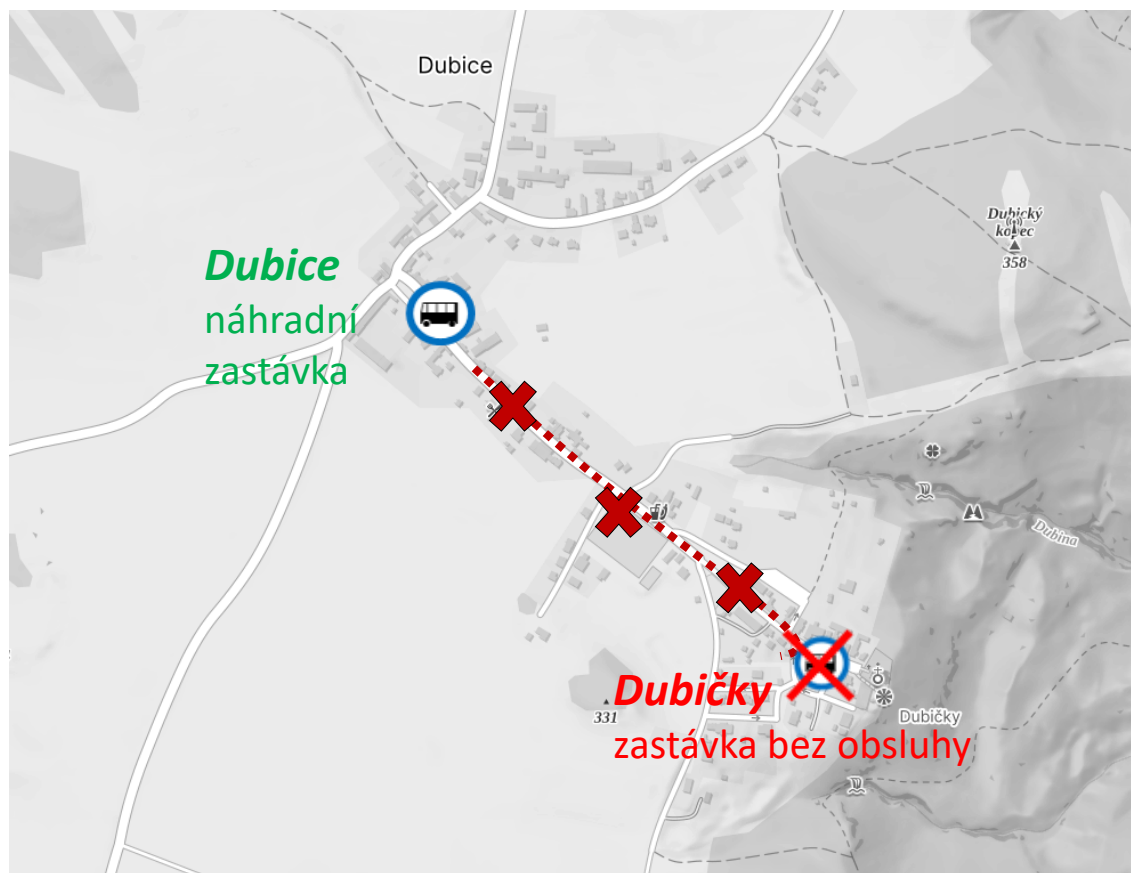 Dubice
Dubický
kopec
358
Dubice
náhradní
zastávka
Dubina
331
Dubičky
zastávka bez obsluhy
Dubičky